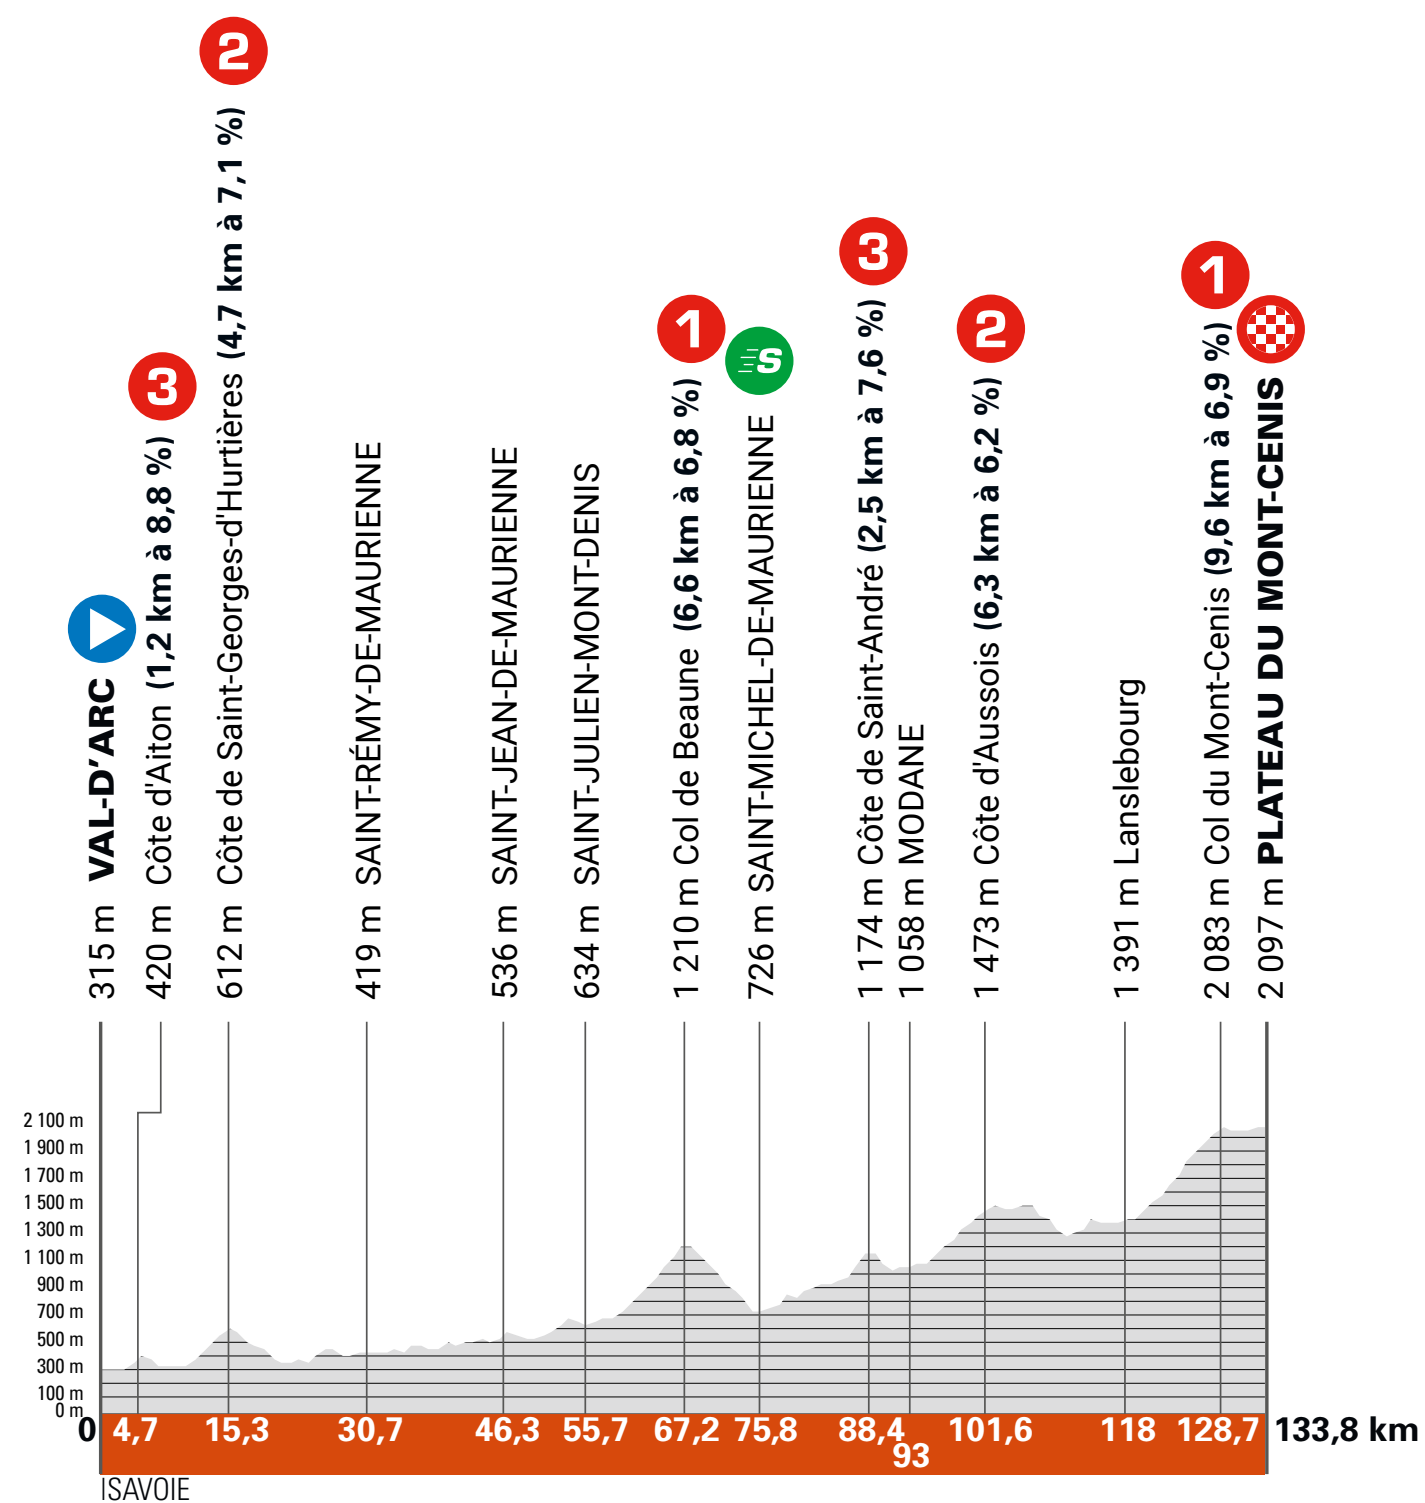 315 m VAL-D'ARC
420 m Côte d'Aiton (1,2 km à 8,8 %) 3
612 m Côte de Saint-Georges-d'Hurtières (4,7 km à 7,1 %) 2
419 m SAINT-RÉMY-DE-MAURIENNE
536 m SAINT-JEAN-DE-MAURIENNE
634 m SAINT-JULIEN-MONT-DENIS
1 210 m Col de Beaune (6,6 km à 6,8 %) 1
726 m SAINT-MICHEL-DE-MAURIENNE S
1 174 m Côte de Saint-André (2,5 km à 7,6 %) 3
1 058 m MODANE
1 473 m Côte d'Aussois (6,3 km à 6,2 %) 2
1 391 m Lanslebourg
2 083 m Col du Mont-Cenis (9,6 km à 6,9 %) 1
2 097 m PLATEAU DU MONT-CENIS
2 100 m
1 900 m
1 700 m
1 500 m
1 300 m
1 100 m
900 m
700 m
500 m
300 m
100 m
0 m
0 4,7 15,3 30,7 46,3 55,7 67,2 75,8 88,4 101,6 118 128,7 133,8 km
93
SAVOIE